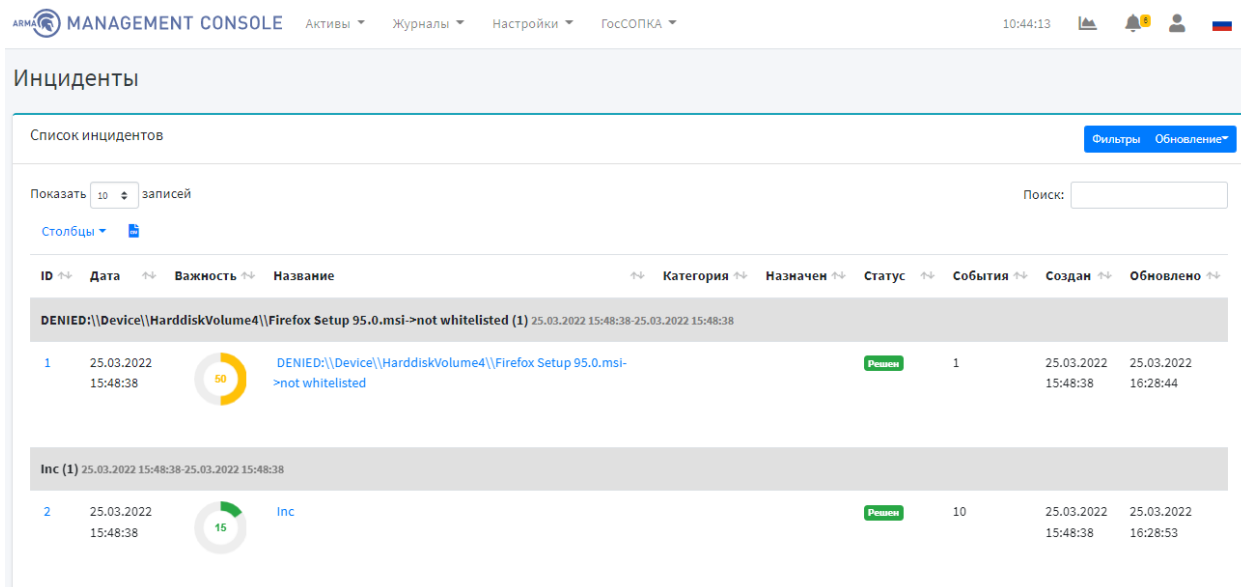 ARMA MANAGEMENT CONSOLE Активы Журналы Настройки ГосСОПКА 10:44:13 6
Инциденты
Список инцидентов Фильтры Обновление
Показать 10 записей Поиск:
Столбцы
ID Дата Важность Название Категория Назначен Статус События Создан Обновлено
DENIED:\\Device\\HarddiskVolume4\\Firefox Setup 95.0.msi->not whitelisted (1) 25.03.2022 15:48:38-25.03.2022 15:48:38
1 25.03.2022 50 DENIED:\\Device\\HarddiskVolume4\\Firefox Setup 95.0.msi- Решен 1 25.03.2022 25.03.2022
15:48:38 >not whitelisted 15:48:38 16:28:44
Inc (1) 25.03.2022 15:48:38-25.03.2022 15:48:38
2 25.03.2022 15 Inc Решен 10 25.03.2022 25.03.2022
15:48:38 15:48:38 16:28:53